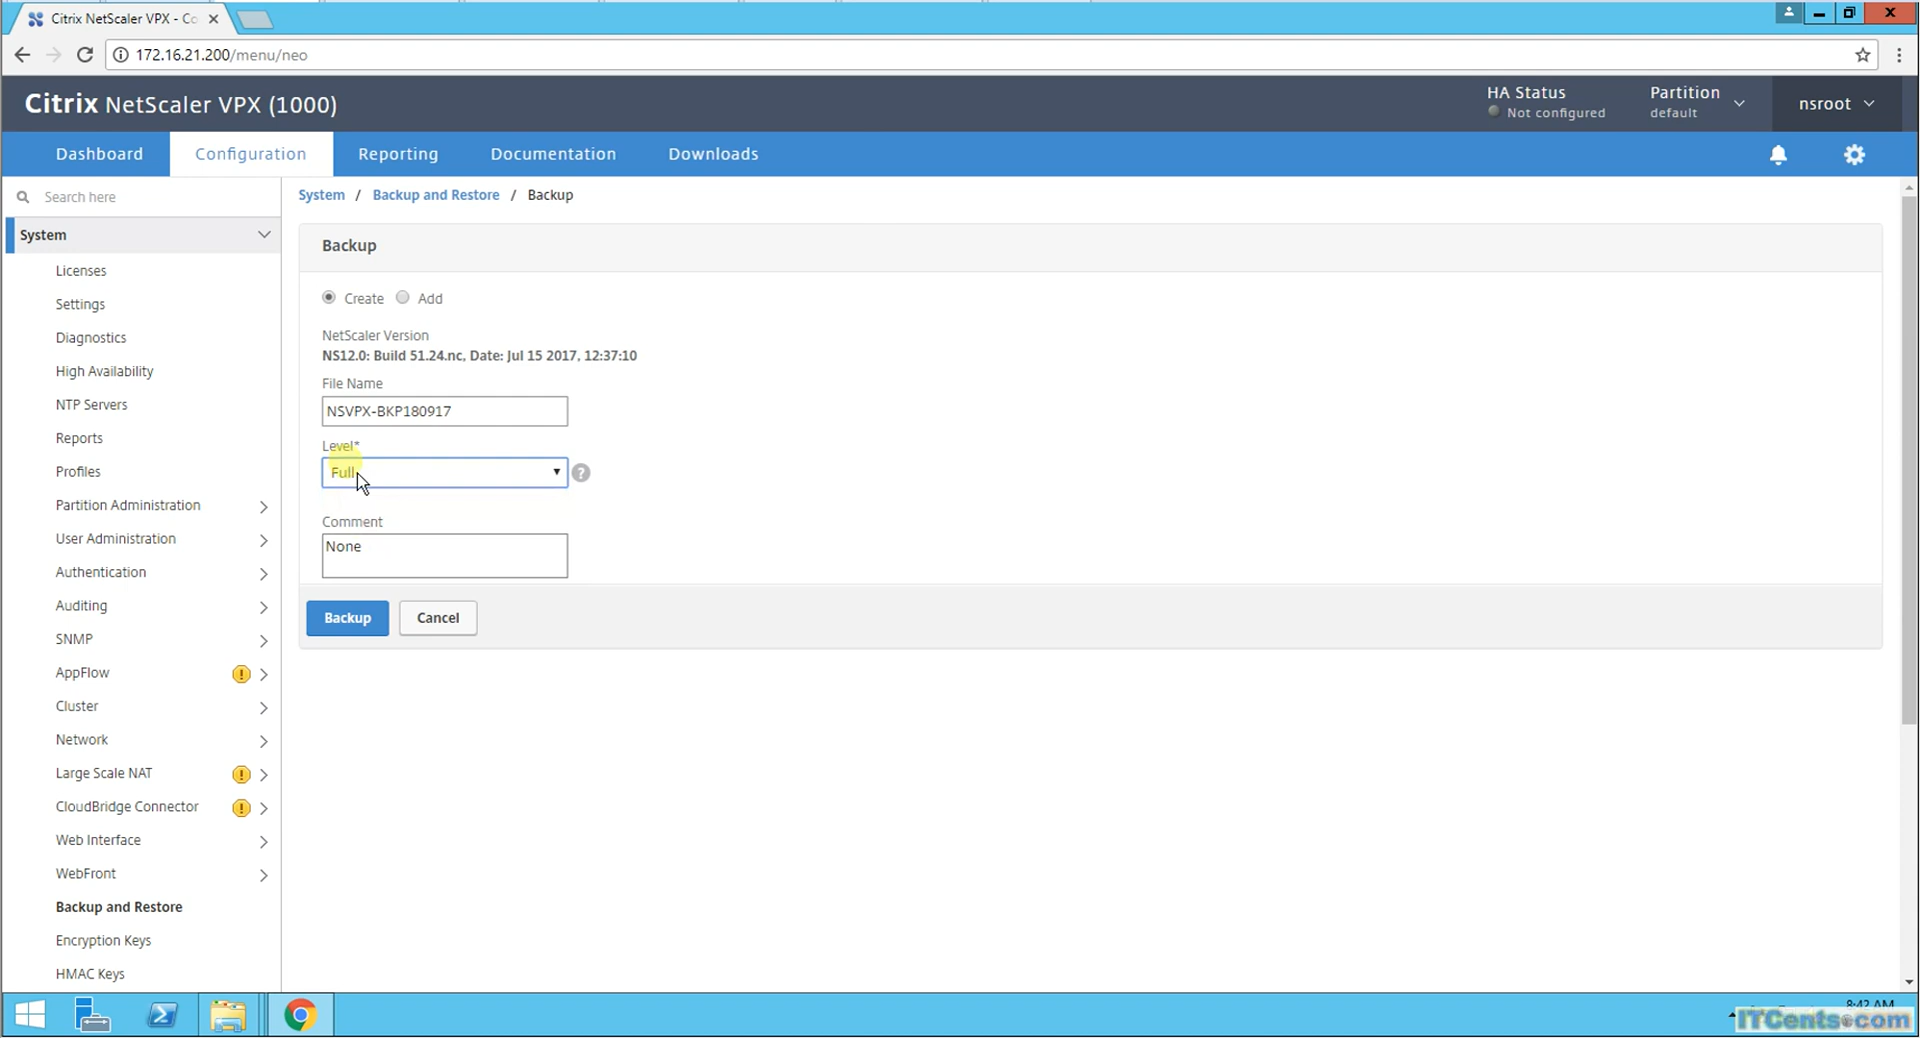 Citrix NetScaler VPX - Co
172.16.21.200/menu/neo
Citrix NetScaler VPX (1000)
HA Status
Not configured
Partition
default
nsroot
Dashboard
Configuration
Reporting
Documentation
Downloads
Search here
System / Backup and Restore / Backup
System
Licenses
Settings
Diagnostics
High Availability
NTP Servers
Reports
Profiles
Partition Administration
User Administration
Authentication
Auditing
SNMP
AppFlow
Cluster
Network
Large Scale NAT
CloudBridge Connector
Web Interface
WebFront
Backup and Restore
Encryption Keys
HMAC Keys
Backup
Create Add
NetScaler Version
NS12.0: Build 51.24.nc, Date: Jul 15 2017, 12:37:10
File Name
NSVPX-BKP180917
Level*
Full
Comment
None
Backup Cancel
8:42 AM
ITCents.com